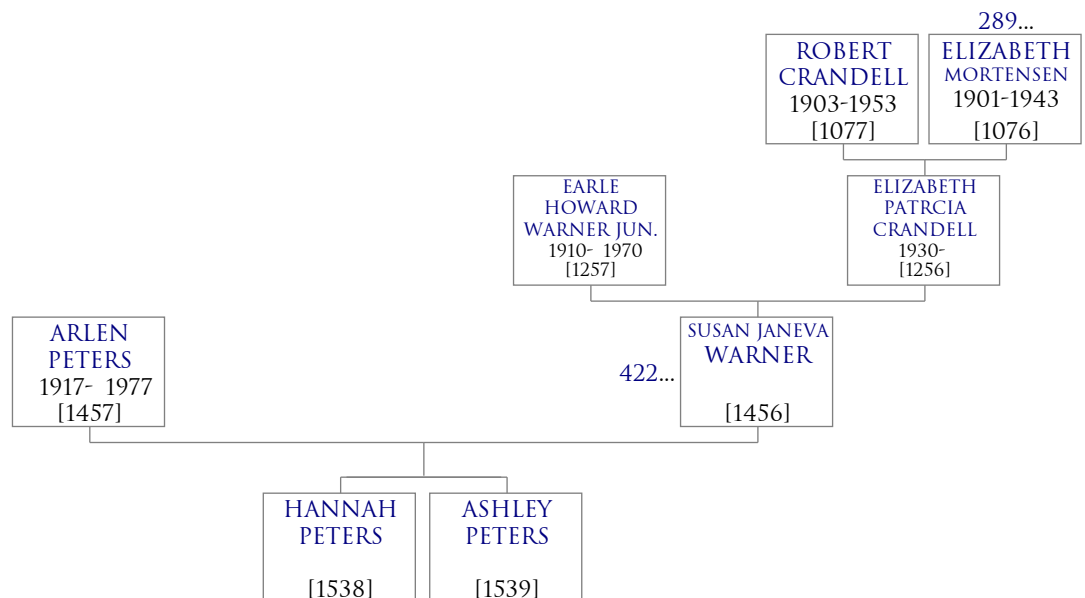 289...
ROBERT
CRANDELL
1903-1953
[1077]
ELIZABETH
MORTENSEN
1901-1943
[1076]
EARLE
HOWARD
WARNER JUN.
1910- 1970
[1257]
ELIZABETH
PATRCIA
CRANDELL
1930-
[1256]
ARLEN
PETERS
1917- 1977
[1457]
422...
SUSAN JANEVA
WARNER
[1456]
HANNAH
PETERS
[1538]
ASHLEY
PETERS
[1539]